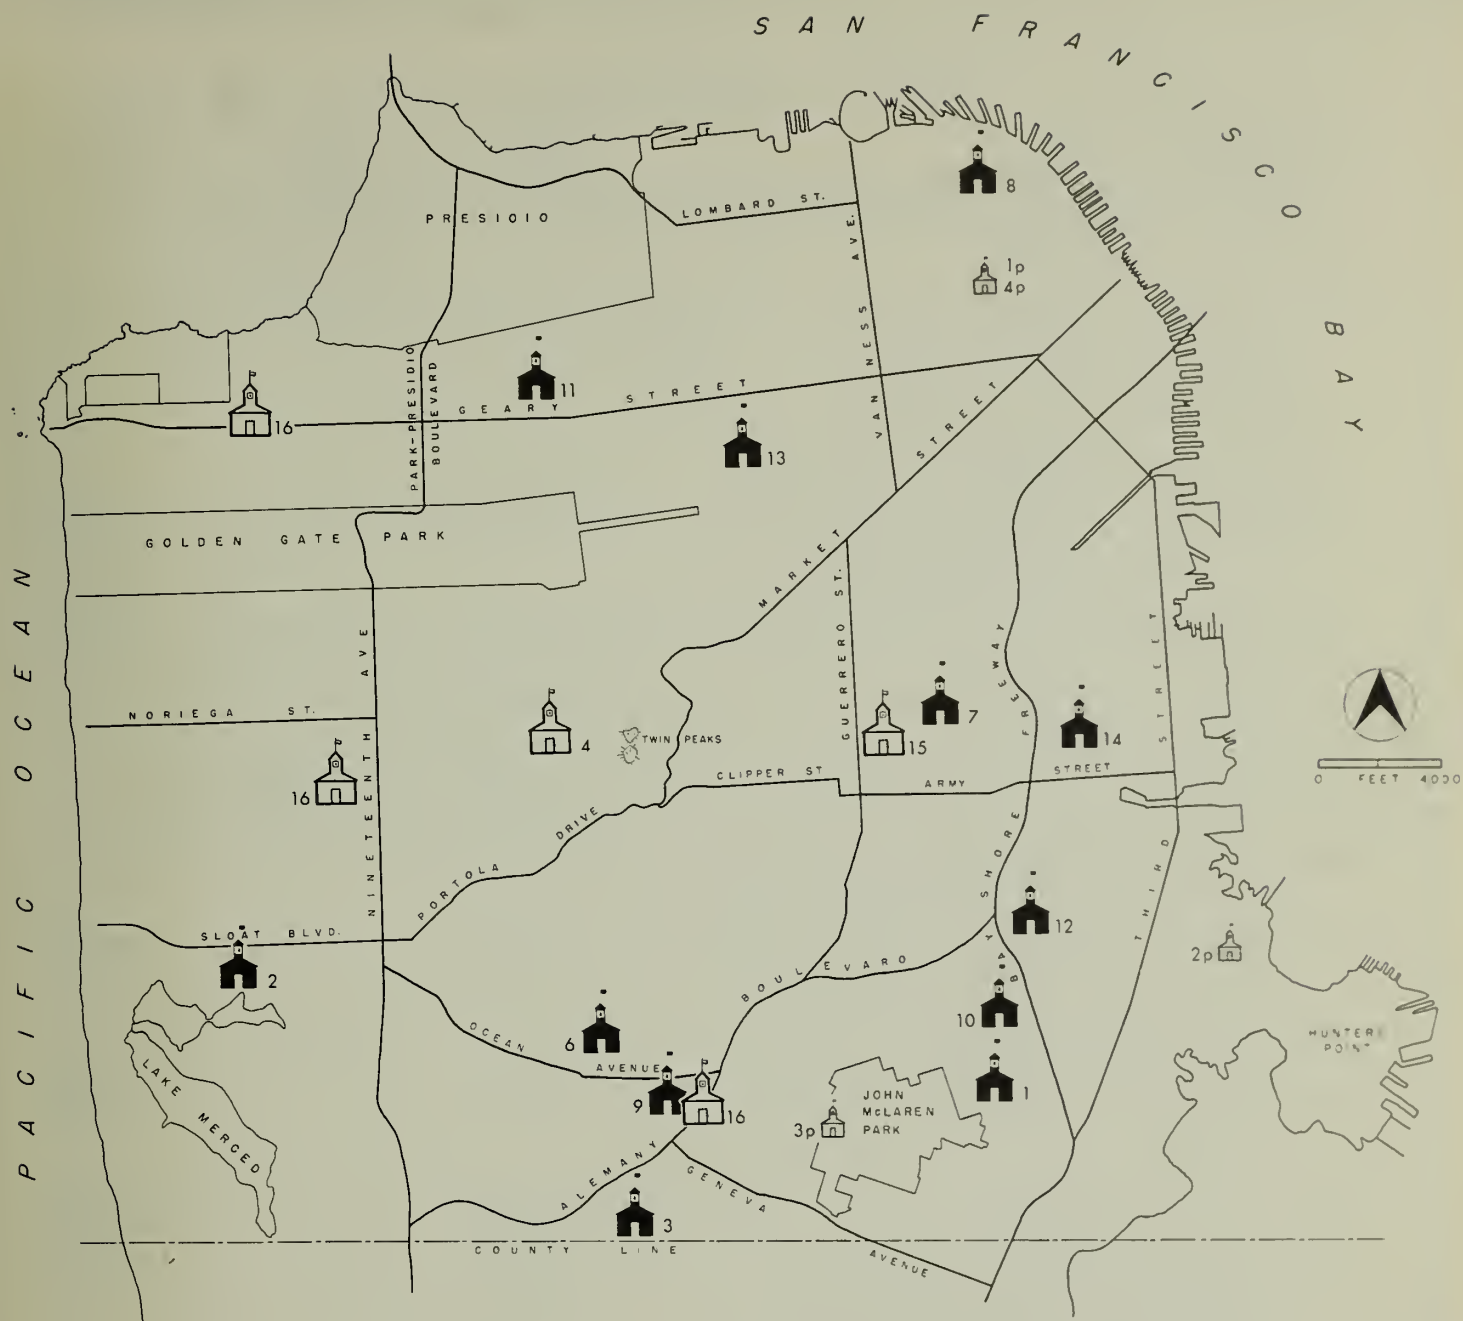 SAN FRANCISCO BAY
8
PRESIDIO
LOMBARD ST.
VAN NESS AVE.
1p
4p
PARK-PRESIDIO
BOULEVARD
11
GEARY STREET
16
13
MARKET STREET
GOLDEN GATE PARK
PACIFIC OCEAN
GUERRERO ST.
NINETEENTH AVE
NORIEGA ST.
4
TWIN PEAKS
15
7
BAY SHORE FREEWAY
14
THIRD STREET
0 FEET 4000
CLIPPER ST
ARMY STREET
16
PORTOLA DRIVE
SLOAT BLVD.
2
12
2p
ALEMANY BOULEVARD
10
6
OCEAN AVENUE
HUNTERS
POINT
LAKE MERCED
9
16
1
3p
JOHN
McLAREN
PARK
GENEVA AVENUE
3
COUNTY LINE